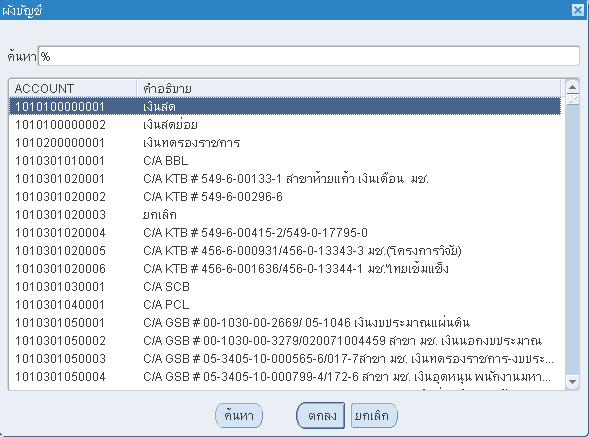 ผังบัญชี
ค้นหา %
ACCOUNT คำอธิบาย
1010100000001 เงินสด
1010100000002 เงินสดย่อย
1010200000001 เงินทดรองราชการ
1010301010001 C/A BBL
1010301020001 C/A KTB # 549-6-00133-1 สาขาห้วยแก้ว เงินเดือน มช.
1010301020002 C/A KTB # 549-6-00296-6
1010301020003 ยกเลิก
1010301020004 C/A KTB # 549-6-00415-2/549-0-17795-0
1010301020005 C/A KTB # 456-6-000931/456-0-13343-3 มช.(โครงการวิจัย)
1010301020006 C/A KTB # 456-6-001636/456-0-13344-1 มช.ไทยเข้มแข็ง
1010301030001 C/A SCB
1010301040001 C/A PCL
1010301050001 C/A GSB # 00-1030-00-2669/ 05-1046 เงินงบประมาณแผ่นดิน
1010301050002 C/A GSB # 00-1030-00-3279/020071004459 สาขา มช. เงินนอกงบประมาณ
1010301050003 C/A GSB # 05-3405-10-000565-6/017-7สาขา มช. เงินทดรองราชการ-งบประ...
1010301050004 C/A GSB # 05-3405-10-000799-4/172-6 สาขา มช. เงินอุดหนุน พนักงานมหา...
ค้นหา ตกลง ยกเลิก